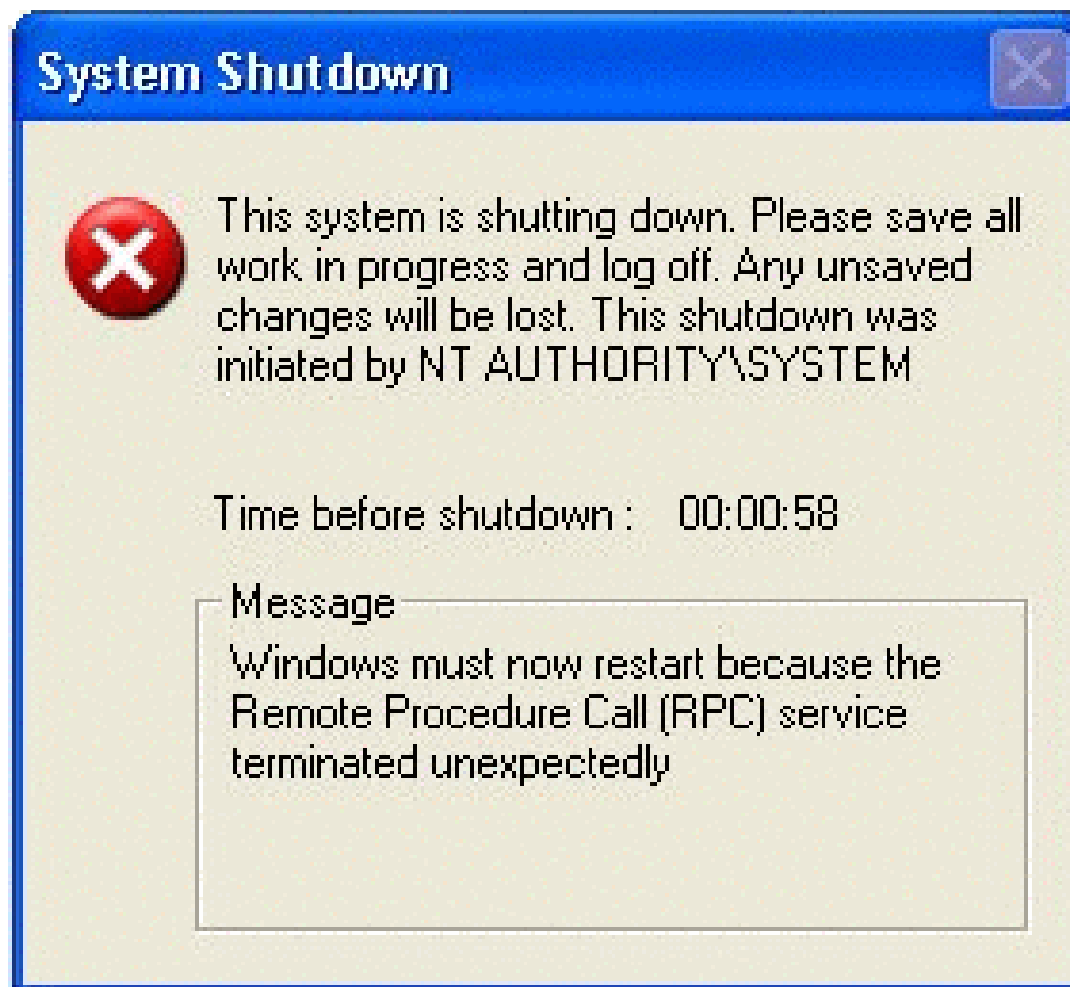 System Shutdown
This system is shutting down. Please save all
work in progress and log off. Any unsaved
changes will be lost. This shutdown was
initiated by NT AUTHORITY\SYSTEM
Time before shutdown : 00:00:58
Message
Windows must now restart because the
Remote Procedure Call (RPC) service
terminated unexpectedly